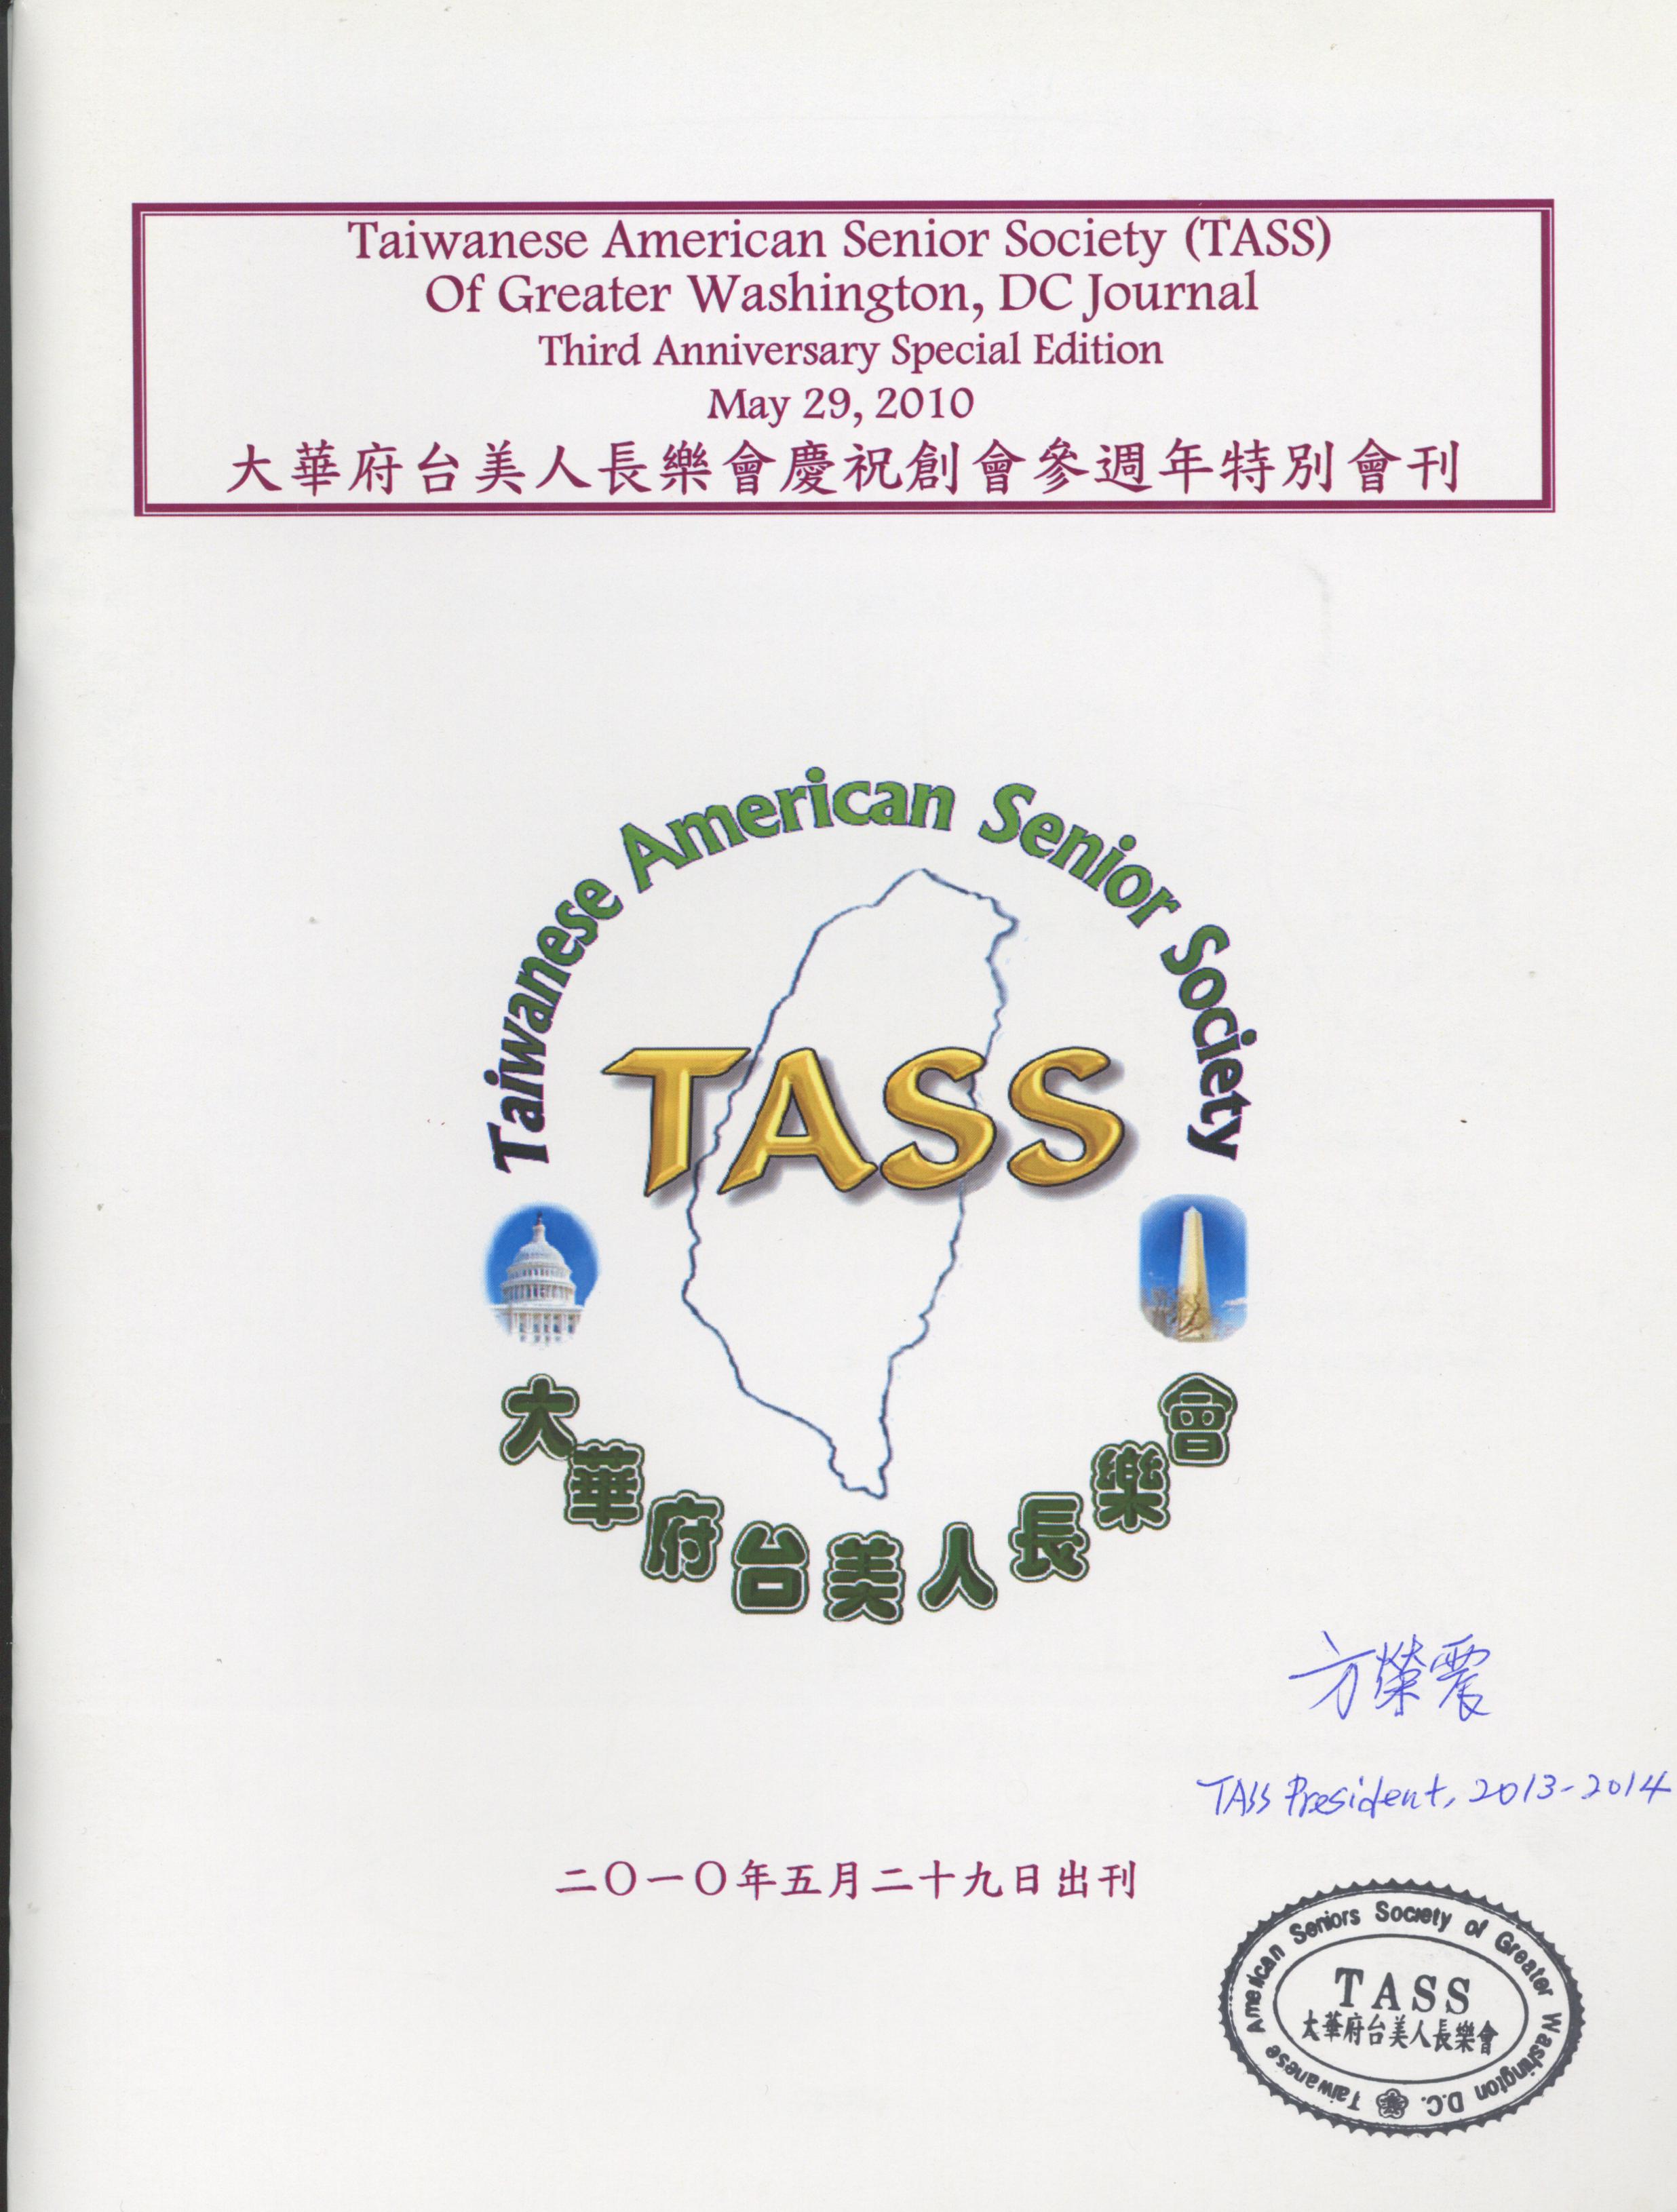 Taiwanese American Senior Society (TASS)
Of Greater Washington, DC Journal
Third Anniversary Special Edition
May 29, 2010
大華府台美人長樂會慶祝創會參週年特別會刊
Taiwanese American Senior Society
TASS
大華府台美人長樂會
方榮震
TASS President, 2013-2014
二〇一〇年五月二十九日出刊
Taiwanese American Seniors Society of Greater Washington D.C.
TASS
大華府台美人長樂會